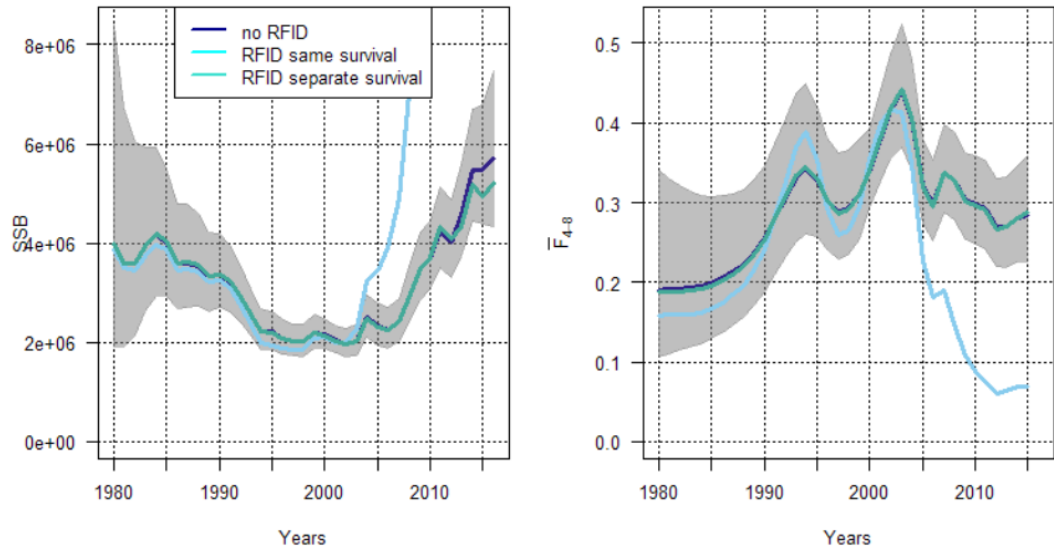 no RFID
RFID same survival
RFID separate survival
SSB
8e+06
6e+06
4e+06
2e+06
0e+00
1980 1990 2000 2010
Years
F̅4–8
0.5
0.4
0.3
0.2
0.1
0.0
1980 1990 2000 2010
Years